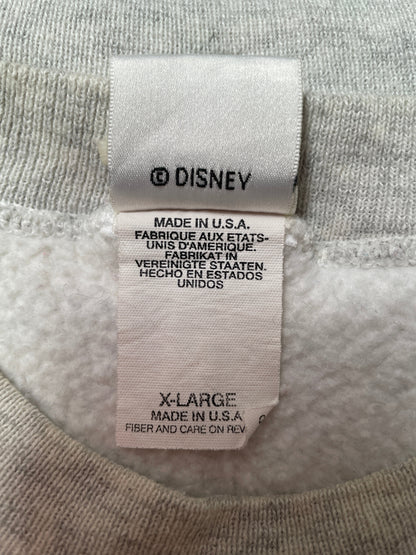 © DISNEY
MADE IN U.S.A.
FABRIQUE AUX ETATS-
UNIS D'AMERIQUE.
FABRIKAT IN
VEREINIGTE STAATEN.
HECHO EN ESTADOS
UNIDOS
X-LARGE
MADE IN U.S.A
FIBER AND CARE ON REV